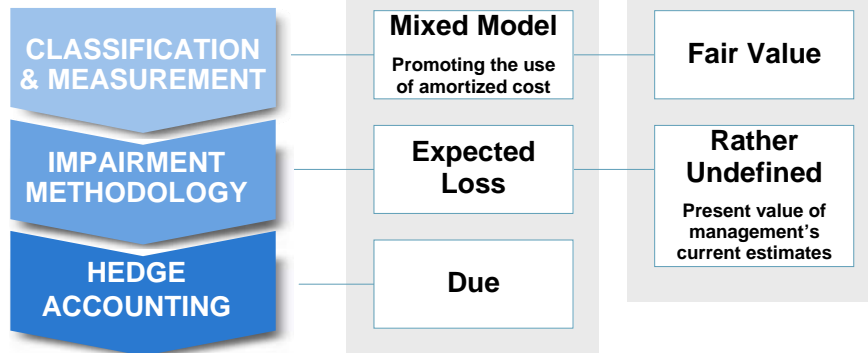 CLASSIFICATION
& MEASUREMENT
Mixed Model
Promoting the use
of amortized cost
Fair Value
IMPAIRMENT
METHODOLOGY
Expected
Loss
Rather
Undefined
Present value of
management's
current estimates
HEDGE
ACCOUNTING
Due